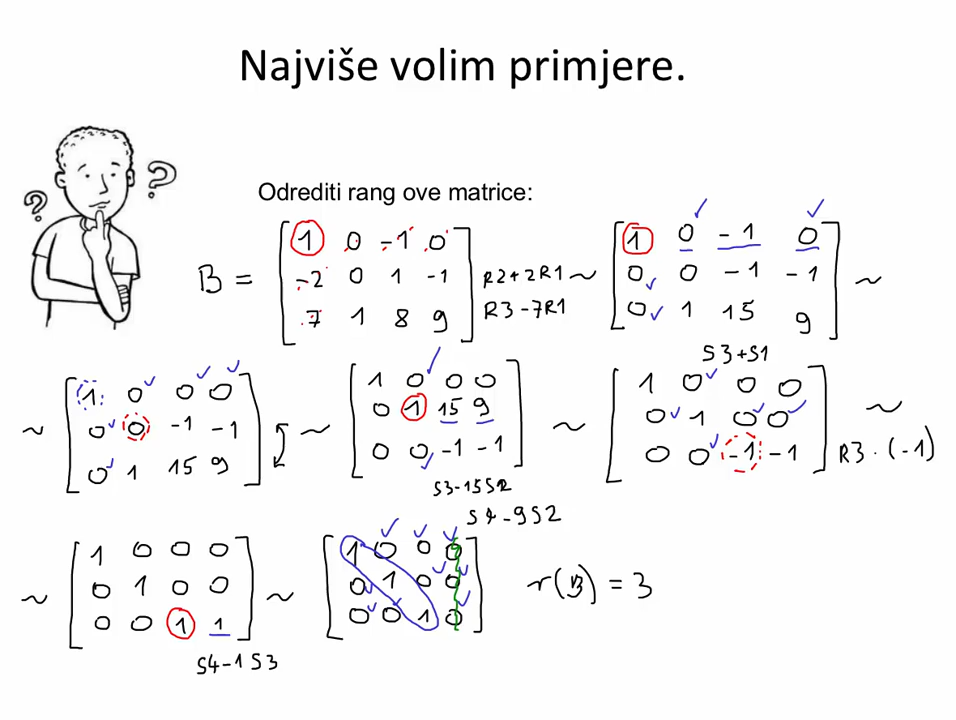 Najviše volim primjere.
? ?
Odrediti rang ove matrice:
B = [ 1 0 -1 0 ] ~ [ 1 0 -1 0 ] ~
[ -2 0 1 -1 ] R2+2R1 [ 0 0 -1 -1 ]
[ 7 1 8 9 ] R3-7R1 [ 0 1 15 9 ]
S3+S1
~ [ 1 0 0 0 ] ~ [ 1 0 0 0 ] ~ [ 1 0 0 0 ] ~
[ 0 0 -1 -1 ] [ 0 1 15 9 ] [ 0 1 0 0 ]
[ 0 1 15 9 ] [ 0 0 -1 -1 ] [ 0 0 -1 -1 ] R3·(-1)
S3-15S2
S4-9S2
~ [ 1 0 0 0 ] ~ [ 1 0 0 0 ] r(B) = 3
[ 0 1 0 0 ] [ 0 1 0 0 ]
[ 0 0 1 1 ] [ 0 0 1 0 ]
S4-1S3